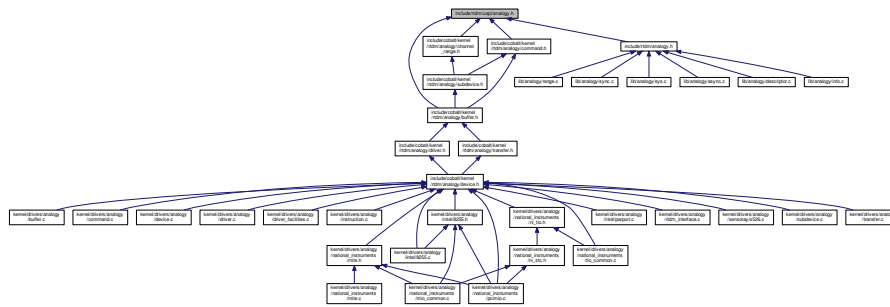 include/rtdm/uapi/analogy.h
include/cobalt/kernel
/rtdm/analogy/channel
_range.h
include/cobalt/kernel
/rtdm/analogy/command.h
include/rtdm/analogy.h
include/cobalt/kernel
/rtdm/analogy/subdevice.h
lib/analogy/range.c
lib/analogy/sync.c
lib/analogy/sys.c
lib/analogy/async.c
lib/analogy/descriptor.c
lib/analogy/info.c
include/cobalt/kernel
/rtdm/analogy/buffer.h
include/cobalt/kernel
/rtdm/analogy/driver.h
include/cobalt/kernel
/rtdm/analogy/transfer.h
include/cobalt/kernel
/rtdm/analogy/device.h
kernel/drivers/analogy
/buffer.c
kernel/drivers/analogy
/command.c
kernel/drivers/analogy
/device.c
kernel/drivers/analogy
/driver.c
kernel/drivers/analogy
/driver_facilities.c
kernel/drivers/analogy
/instruction.c
kernel/drivers/analogy
/intel/8255.h
kernel/drivers/analogy
/national_instruments
/ni_tio.h
kernel/drivers/analogy
/intel/parport.c
kernel/drivers/analogy
/rtdm_interface.c
kernel/drivers/analogy
/sensoray/s526.c
kernel/drivers/analogy
/subdevice.c
kernel/drivers/analogy
/transfer.c
kernel/drivers/analogy
/national_instruments
/mite.h
kernel/drivers/analogy
/intel/8255.c
kernel/drivers/analogy
/national_instruments
/ni_stc.h
kernel/drivers/analogy
/national_instruments
/tio_common.c
kernel/drivers/analogy
/national_instruments
/mite.c
kernel/drivers/analogy
/national_instruments
/mio_common.c
kernel/drivers/analogy
/national_instruments
/pcimio.c